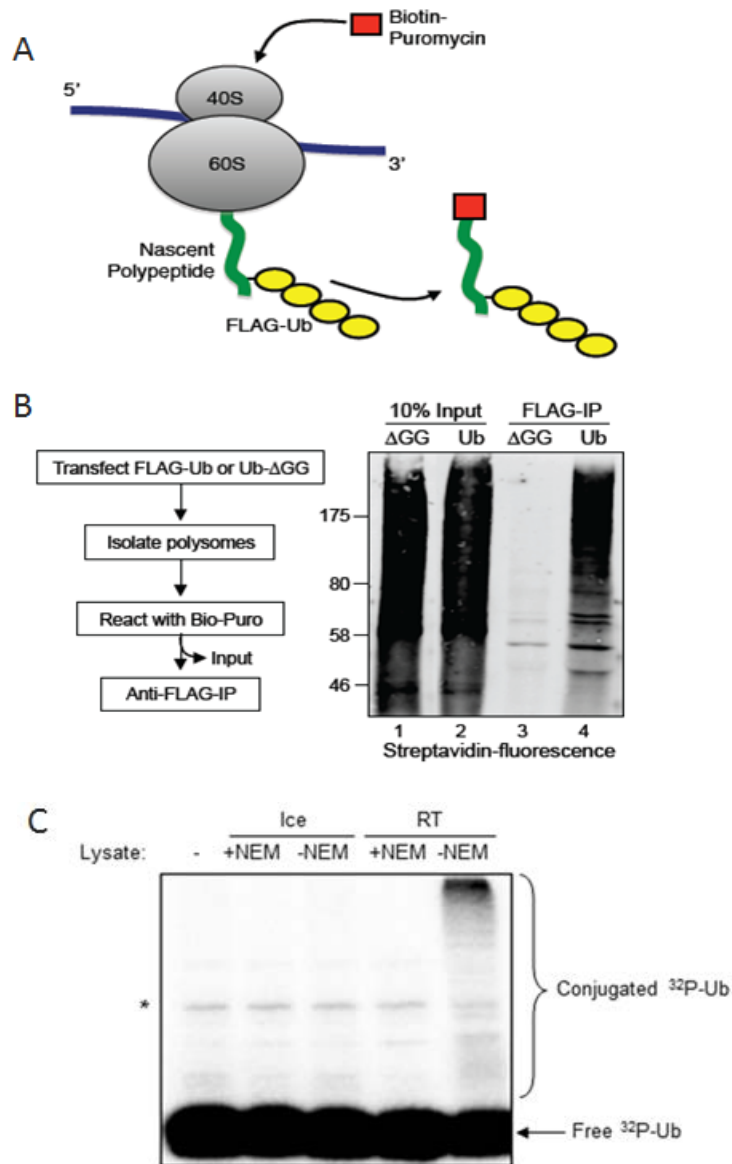 A
Biotin-
Puromycin
5’
40S
60S
3’
Nascent
Polypeptide
FLAG-Ub
B
Transfect FLAG-Ub or Ub-ΔGG
Isolate polysomes
React with Bio-Puro
Input
Anti-FLAG-IP
10% Input FLAG-IP
ΔGG Ub ΔGG Ub
175
80
58
46
1 2 3 4
Streptavidin-fluorescence
C
Ice RT
Lysate: - +NEM -NEM +NEM -NEM
*
Conjugated ³²P-Ub
Free ³²P-Ub